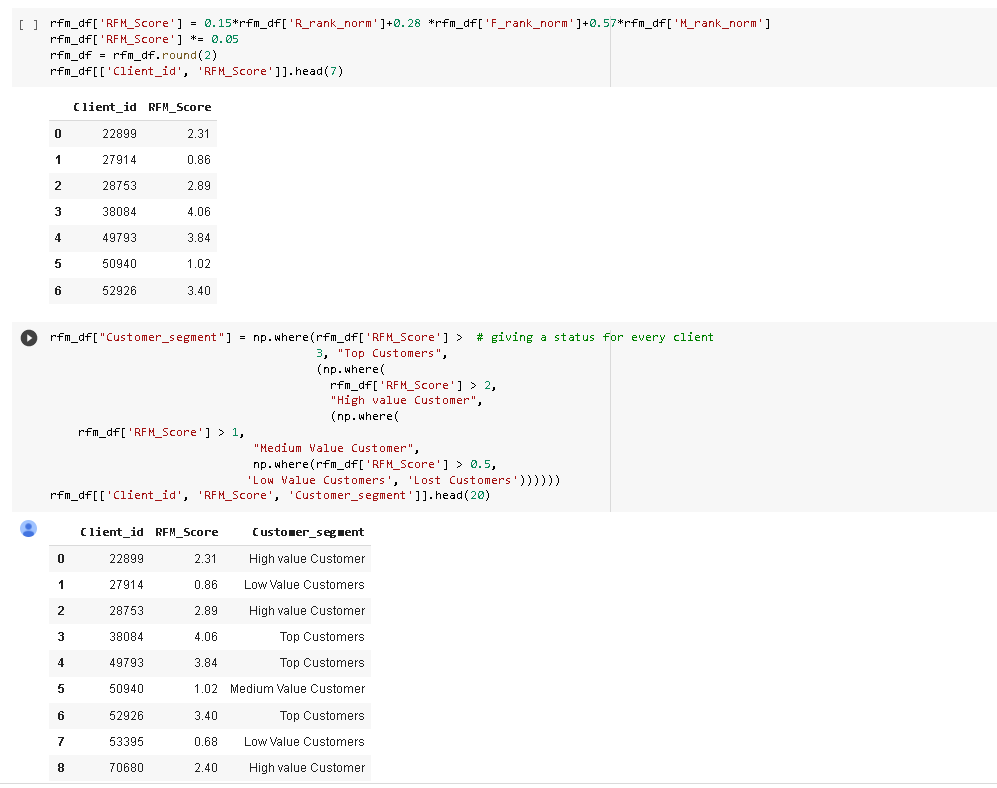 [ ] rfm_df['RFM_Score'] = 0.15*rfm_df['R_rank_norm']+0.28 *rfm_df['F_rank_norm']+0.57*rfm_df['M_rank_norm']
rfm_df['RFM_Score'] *= 0.05
rfm_df = rfm_df.round(2)
rfm_df[['Client_id', 'RFM_Score']].head(7)
Client_id RFM_Score
0 22899 2.31
1 27914 0.86
2 28753 2.89
3 38084 4.06
4 49793 3.84
5 50940 1.02
6 52926 3.40
rfm_df["Customer_segment"] = np.where(rfm_df['RFM_Score'] > # giving a status for every client
3, "Top Customers",
(np.where(
rfm_df['RFM_Score'] > 2,
"High value Customer",
(np.where(
rfm_df['RFM_Score'] > 1,
"Medium Value Customer",
np.where(rfm_df['RFM_Score'] > 0.5,
'Low Value Customers', 'Lost Customers'))))))
rfm_df[['Client_id', 'RFM_Score', 'Customer_segment']].head(20)
Client_id RFM_Score Customer_segment
0 22899 2.31 High value Customer
1 27914 0.86 Low Value Customers
2 28753 2.89 High value Customer
3 38084 4.06 Top Customers
4 49793 3.84 Top Customers
5 50940 1.02 Medium Value Customer
6 52926 3.40 Top Customers
7 53395 0.68 Low Value Customers
8 70680 2.40 High value Customer